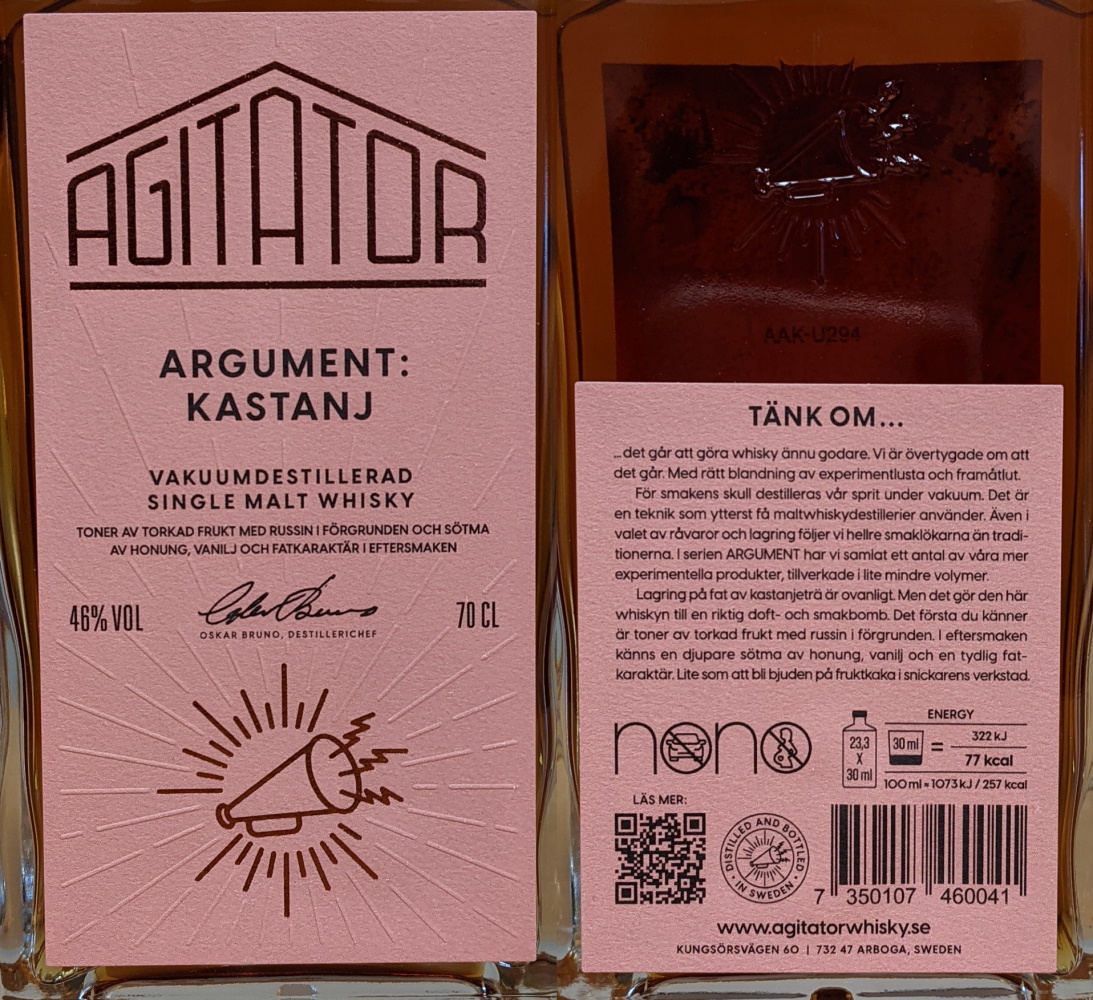 AGITATOR
ARGUMENT:
KASTANJ
VAKUUMDESTILLERAD
SINGLE MALT WHISKY
TONER AV TORKAD FRUKT MED RUSSIN I FÖRGRUNDEN OCH SÖTMA
AV HONUNG, VANILJ OCH FATKARAKTÄR I EFTERSMAKEN
46% VOL
OSKAR BRUNO, DESTILLERICHEF
70 CL
AAK-U294
TÄNK OM...
...det går att göra whisky ännu godare. Vi är övertygade om att
det går. Med rätt blandning av experimentlusta och framåtlut.
För smakens skull destilleras vår sprit under vakuum. Det är
en teknik som ytterst få maltwhiskydestillerier använder. Även i
valet av råvaror och lagring följer vi hellre smaklökarna än tradi-
tionerna. I serien ARGUMENT har vi samlat ett antal av våra mer
experimentella produkter, tillverkade i lite mindre volymer.
Lagring på fat av kastanjeträ är ovanligt. Men det gör den här
whiskyn till en riktig doft- och smakbomb. Det första du känner
är toner av torkad frukt med russin i förgrunden. I eftersmaken
känns en djupare sötma av honung, vanilj och en tydlig fat-
karaktär. Lite som att bli bjuden på fruktkaka i snickarens verkstad.
nono
23,3
X
30 ml
30 ml
=
ENERGY
322 kJ
77 kcal
100 ml ≈ 1073 kJ / 257 kcal
LÄS MER:
DISTILLED AND BOTTLED
• IN SWEDEN •
7 350107 460041
www.agitatorwhisky.se
KUNGSÖRSVÄGEN 60 | 732 47 ARBOGA, SWEDEN